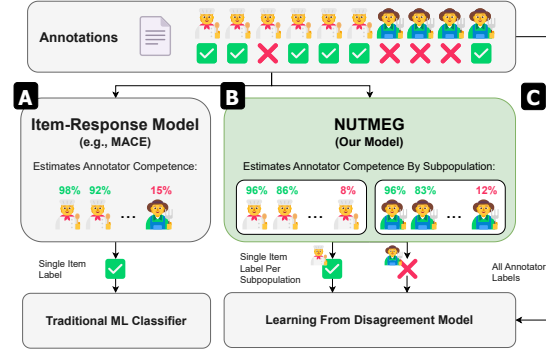 Annotations
A
B
C
Item-Response Model
(e.g., MACE)
Estimates Annotator Competence:
98% 92% 15%
...
Single Item
Label
Traditional ML Classifier
NUTMEG
(Our Model)
Estimates Annotator Competence By Subpopulation:
96% 86% 8% 96% 83% 12%
... ...
Single Item
Label Per
Subpopulation
All Annotator
Labels
Learning From Disagreement Model